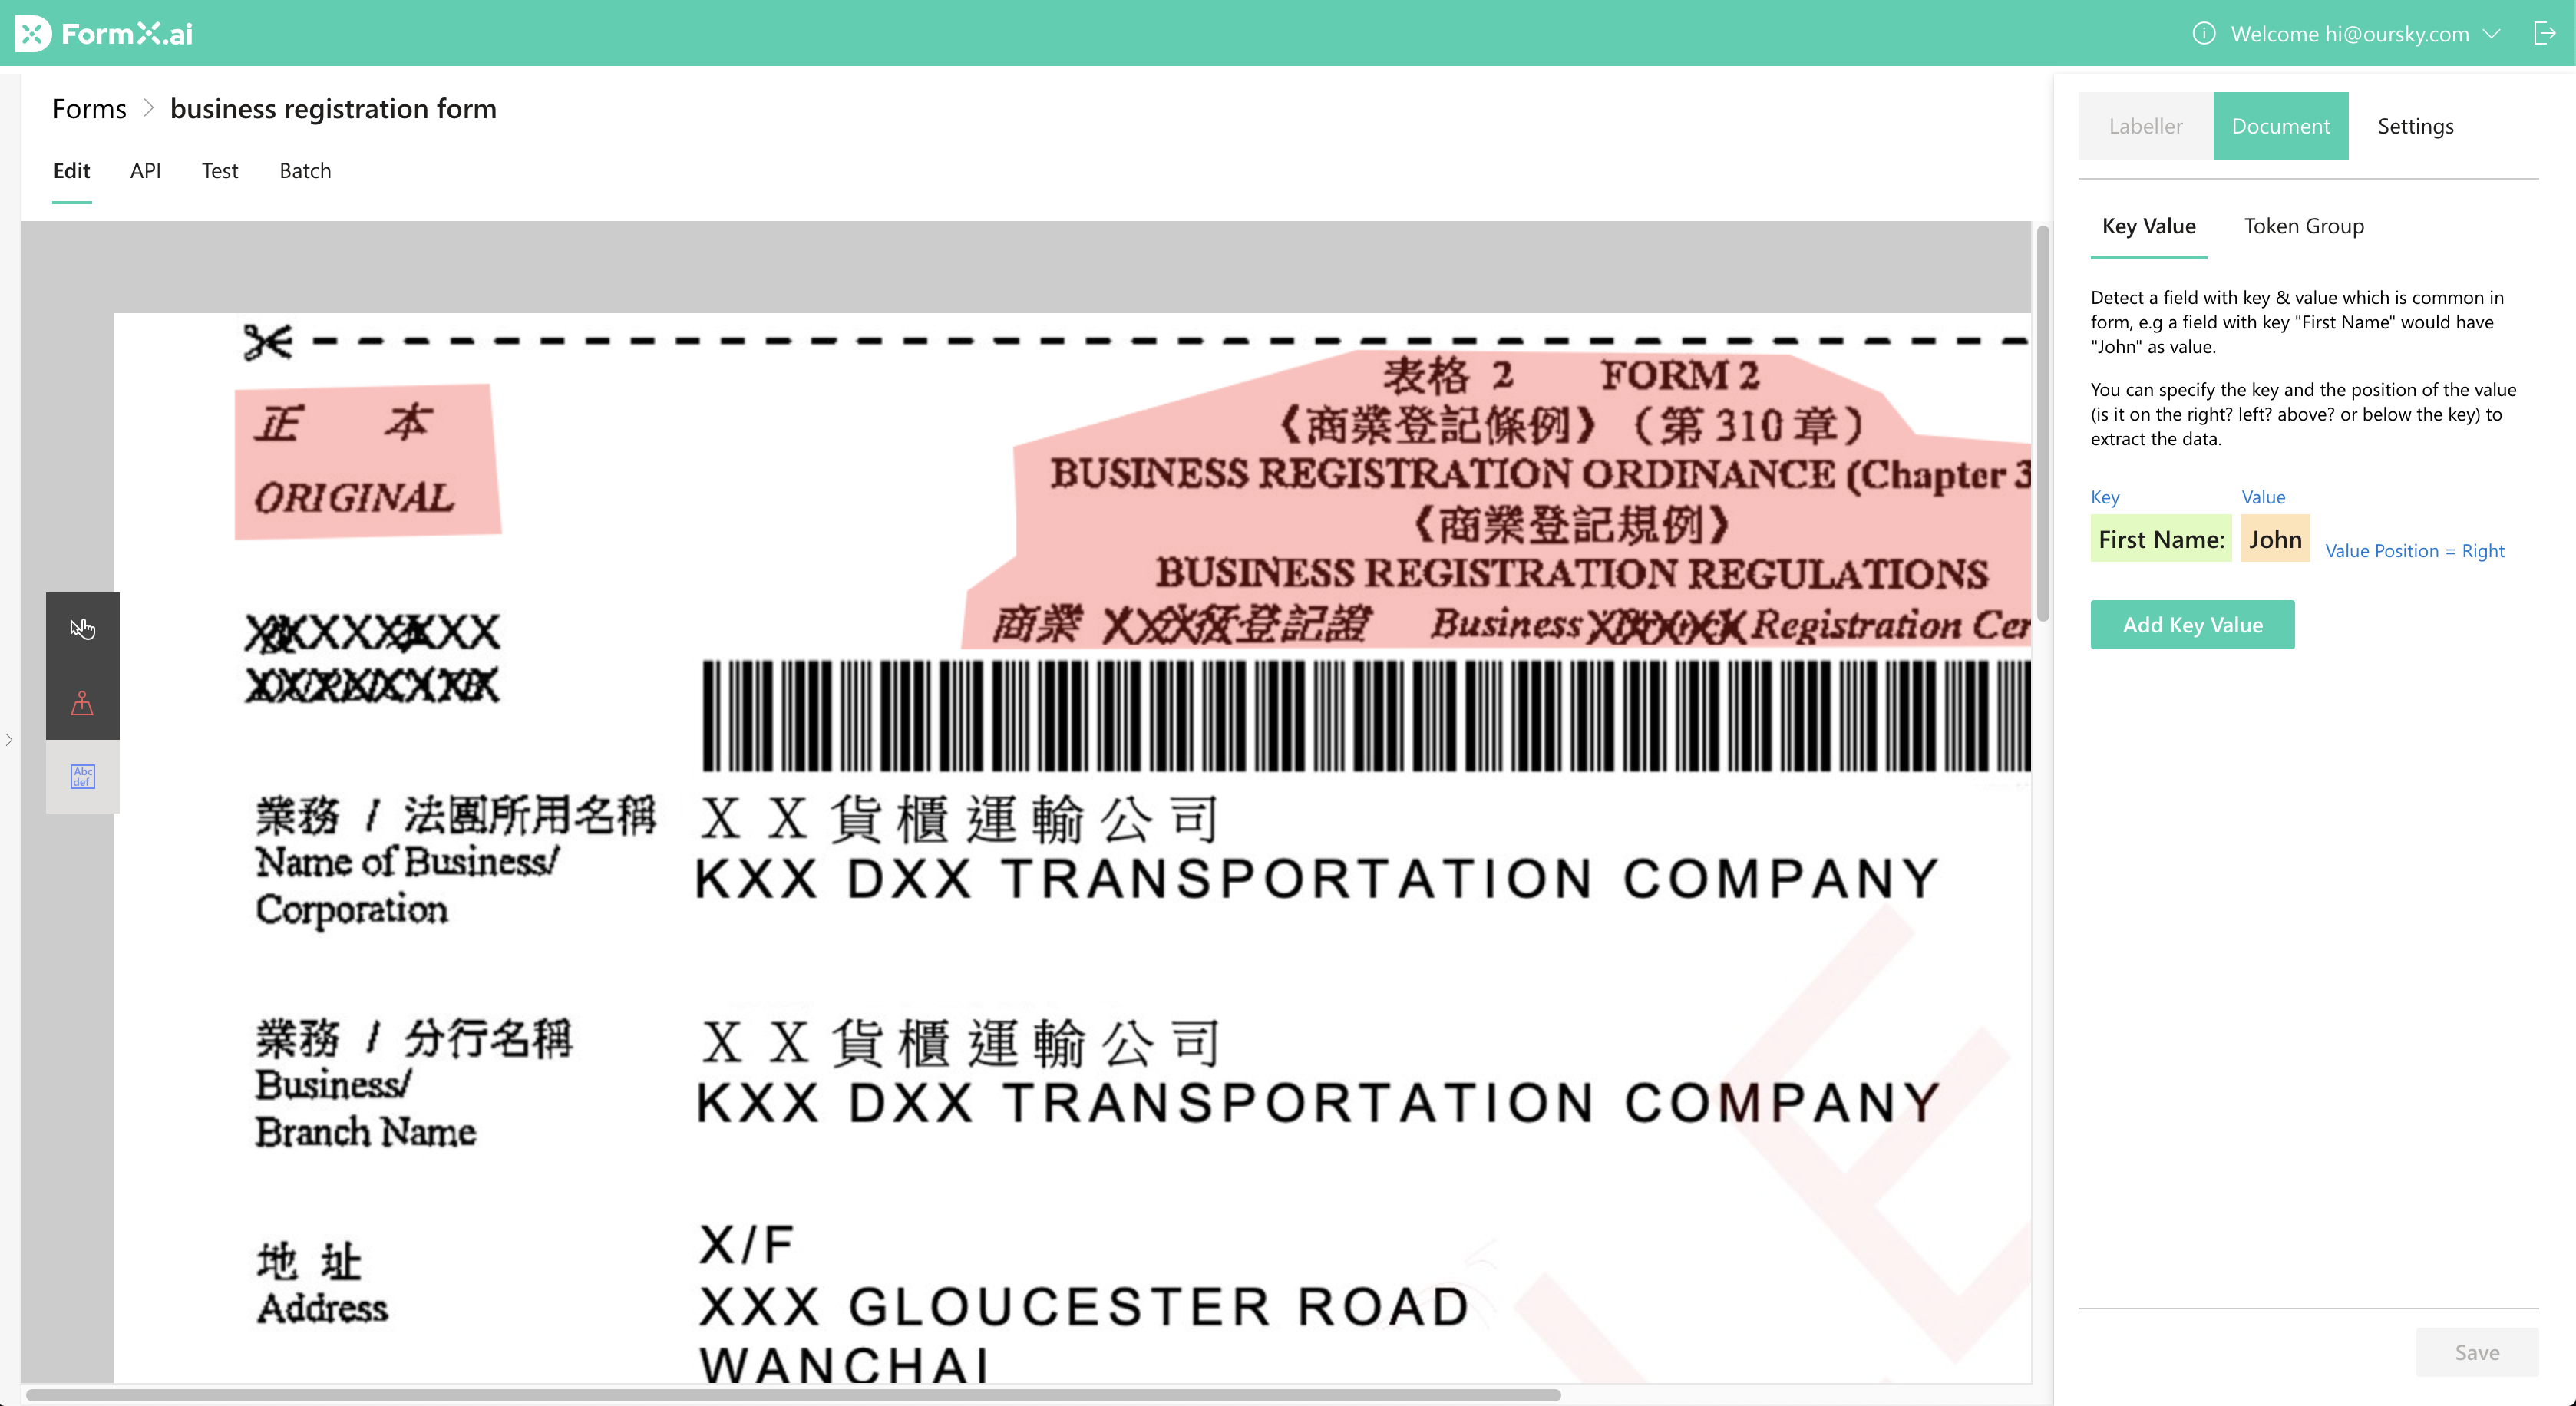 FormX.ai
Welcome hi@oursky.com
Forms > business registration form
Edit API Test Batch
表格 2 FORM 2
《商業登記條例》（第 310 章）
正 本
BUSINESS REGISTRATION ORDINANCE (Chapter 3
ORIGINAL
《商業登記規例》
BUSINESS REGISTRATION REGULATIONS
商業 登記證 Business Registration Cer
業務 / 法團所用名稱 X X 貨櫃運輸公司
Name of Business/ KXX DXX TRANSPORTATION COMPANY
Corporation
業務 / 分行名稱 X X 貨櫃運輸公司
Business/ KXX DXX TRANSPORTATION COMPANY
Branch Name
地 址 X/F
Address XXX GLOUCESTER ROAD
WANCHAI
Abc
def
Labeller Document Settings
Key Value Token Group
Detect a field with key & value which is common in
form, e.g a field with key "First Name" would have
"John" as value.
You can specify the key and the position of the value
(is it on the right? left? above? or below the key) to
extract the data.
Key Value
First Name: John Value Position = Right
Add Key Value
Save